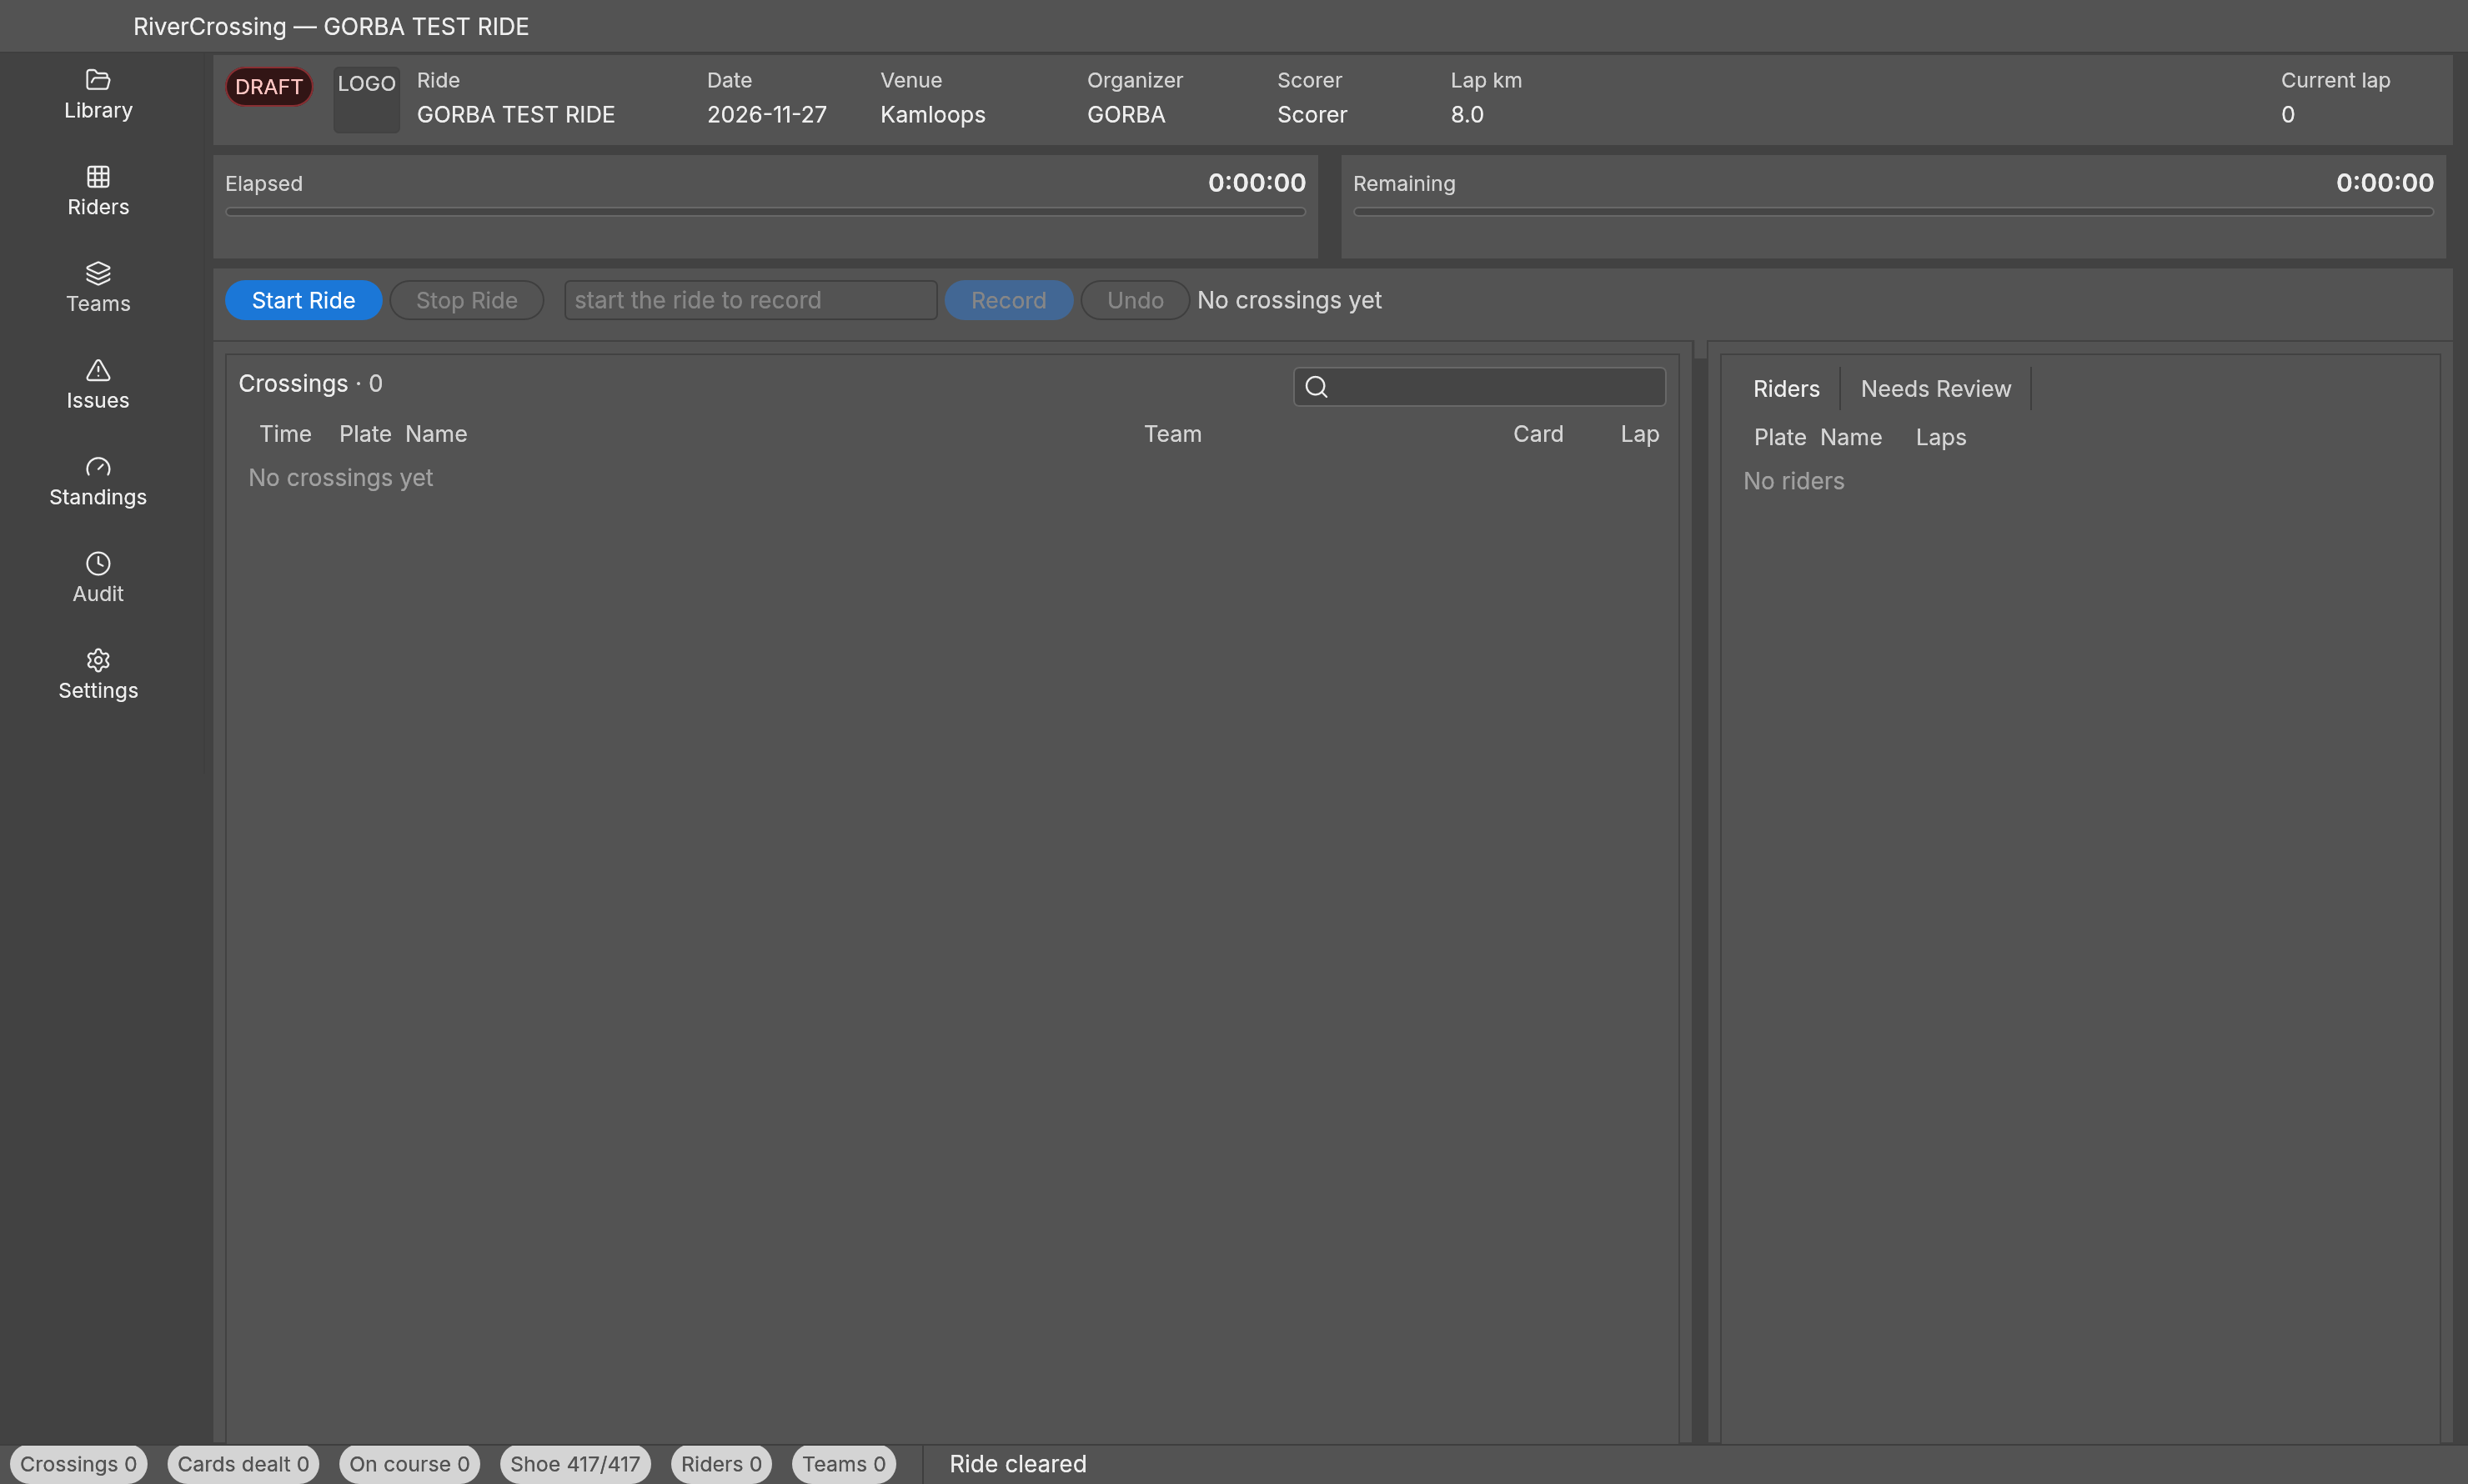 RiverCrossing — GORBA TEST RIDE
Library
Riders
Teams
Issues
Standings
Audit
Settings
DRAFT
LOGO
Ride
GORBA TEST RIDE
Date
2026-11-27
Venue
Kamloops
Organizer
GORBA
Scorer
Scorer
Lap km
8.0
Current lap
0
Elapsed 0:00:00
Remaining 0:00:00
Start Ride Stop Ride start the ride to record Record Undo No crossings yet
Crossings · 0
Time Plate Name Team Card Lap
No crossings yet
Riders Needs Review
Plate Name Laps
No riders
Crossings 0 Cards dealt 0 On course 0 Shoe 417/417 Riders 0 Teams 0 Ride cleared